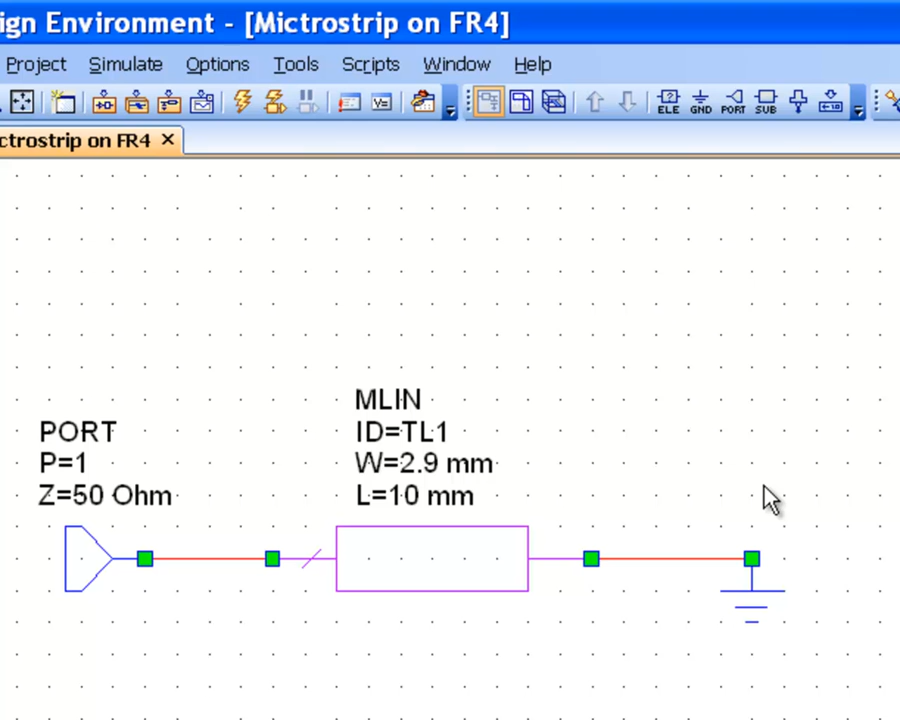 ign Environment - [Mictrostrip on FR4]
Project Simulate Options Tools Scripts Window Help
V=
ELE GND PORT SUB
ctrostrip on FR4
MLIN
ID=TL1
W=2.9 mm
L=10 mm
PORT
P=1
Z=50 Ohm